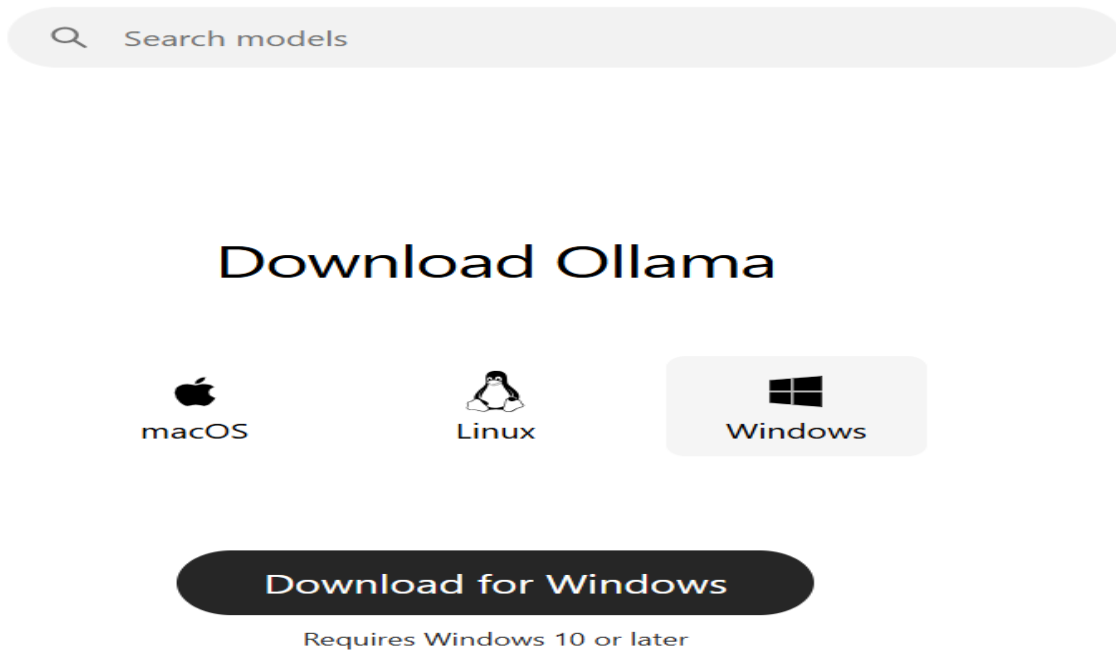 Search models
Download Ollama
macOS
Linux
Windows
Download for Windows
Requires Windows 10 or later